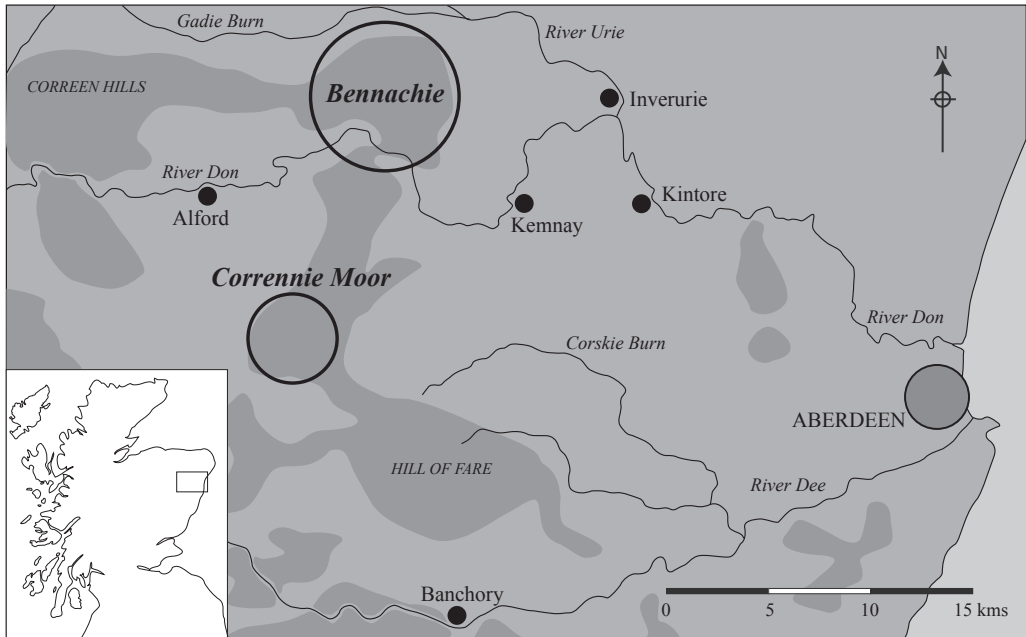 Gadie Burn
River Urie
CORREEN HILLS
Bennachie
N
Inverurie
River Don
Alford
Kemnay
Kintore
Corrennie Moor
River Don
Corskie Burn
ABERDEEN
HILL OF FARE
River Dee
Banchory
0 5 10 15 kms